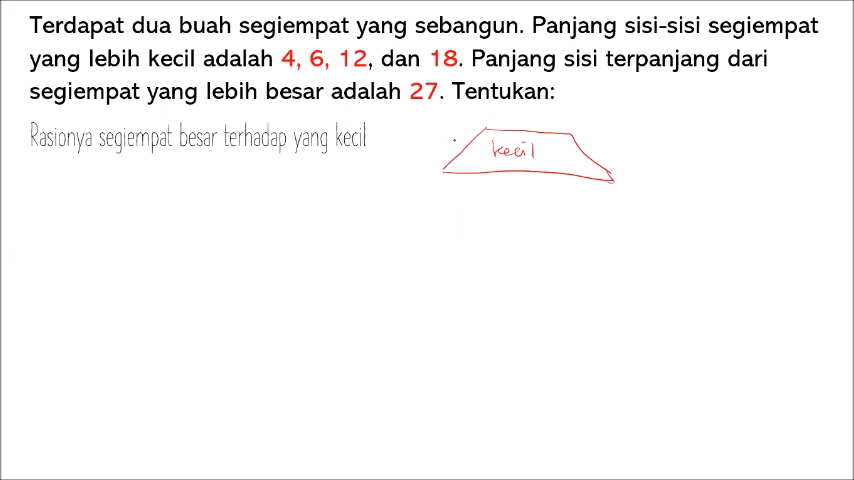 Terdapat dua buah segiempat yang sebangun. Panjang sisi-sisi segiempat
yang lebih kecil adalah 4, 6, 12, dan 18. Panjang sisi terpanjang dari
segiempat yang lebih besar adalah 27. Tentukan:
Rasionya segiempat besar terhadap yang kecil
kecil